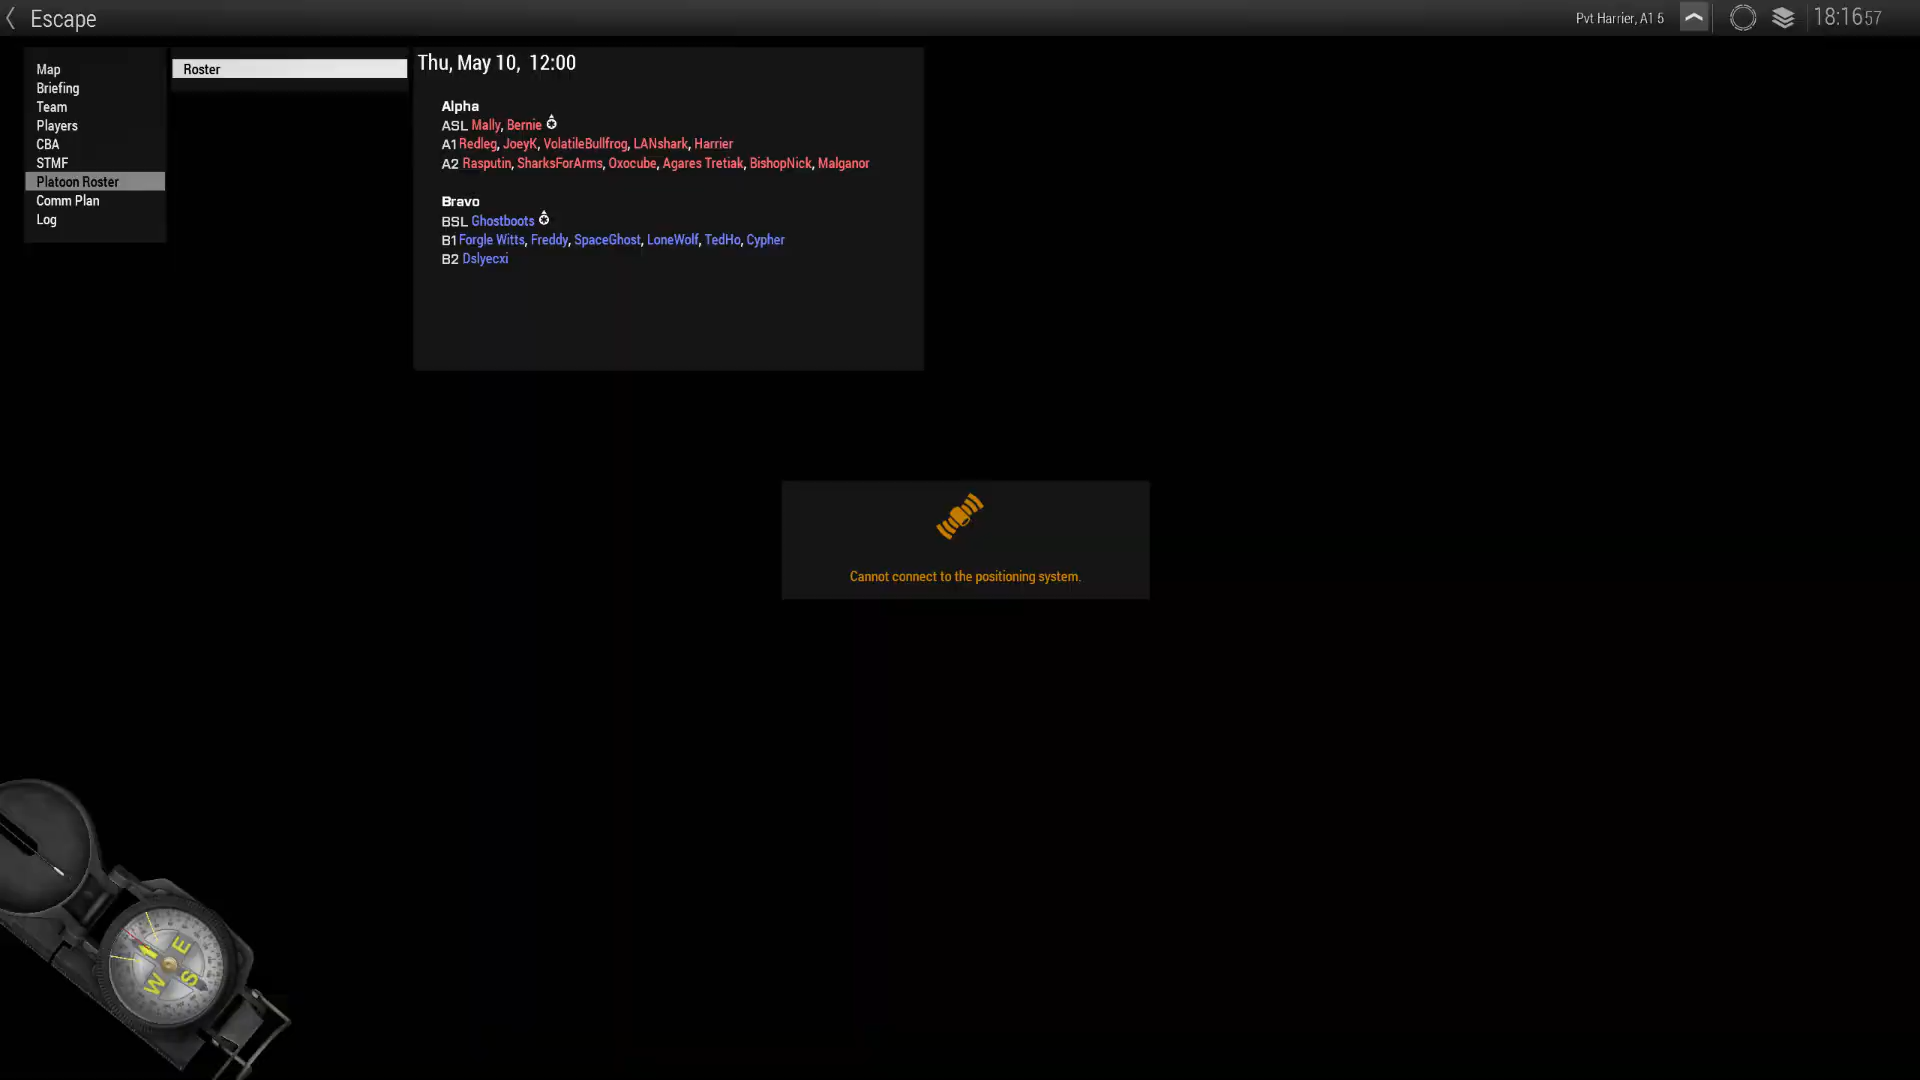 Escape
Pvt Harrier, A1 5
18:16 57
Map
Briefing
Team
Players
CBA
STMF
Platoon Roster
Comm Plan
Log
Roster
Thu, May 10, 12:00
Alpha
ASL Mally, Bernie
A1 Redleg, JoeyK, VolatileBullfrog, LANshark, Harrier
A2 Rasputin, SharksForArms, Oxocube, Agares Tretiak, BishopNick, Malganor
Bravo
BSL Ghostboots
B1 Forgle Witts, Freddy, SpaceGhost, LoneWolf, TedHo, Cypher
B2 Dslyecxi
Cannot connect to the positioning system.
E
W
S